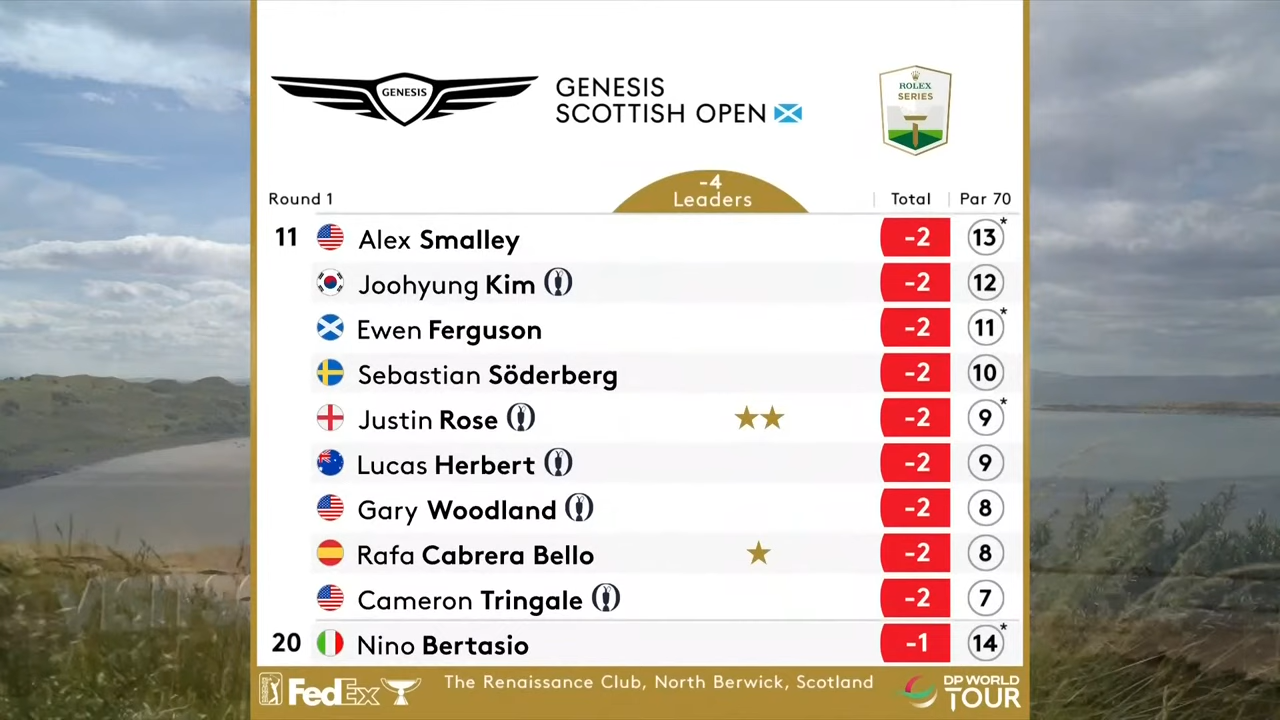 GENESIS
GENESIS
SCOTTISH OPEN
ROLEX
SERIES
-4
Leaders
Round 1 Total Par 70
11 Alex Smalley -2 13*
Joohyung Kim -2 12
Ewen Ferguson -2 11*
Sebastian Söderberg -2 10
Justin Rose -2 9*
Lucas Herbert -2 9
Gary Woodland -2 8
Rafa Cabrera Bello -2 8
Cameron Tringale -2 7
20 Nino Bertasio -1 14*
FedEx The Renaissance Club, North Berwick, Scotland DP WORLD
TOUR